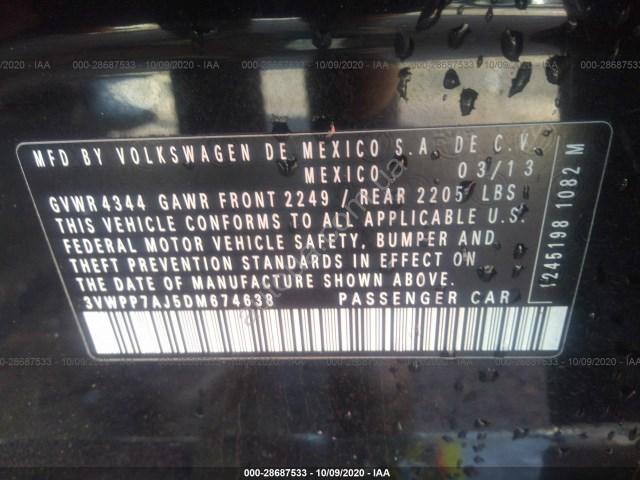 000-28687533 - 10/09/2020 - IAA
MFD BY VOLKSWAGEN DE MEXICO S.A. DE C.V.
MEXICO 03/13
GVWR 4344 GAWR FRONT 2249 / REAR 2205 LBS
THIS VEHICLE CONFORMS TO ALL APPLICABLE U.S.
FEDERAL MOTOR VEHICLE SAFETY, BUMPER AND
THEFT PREVENTION STANDARDS IN EFFECT ON
THE DATE OF MANUFACTURE SHOWN ABOVE.
3VWPP7AJ5DM674638 PASSENGER CAR
1245198 1082 M
000-28687533 - 10/09/2020 - IAA